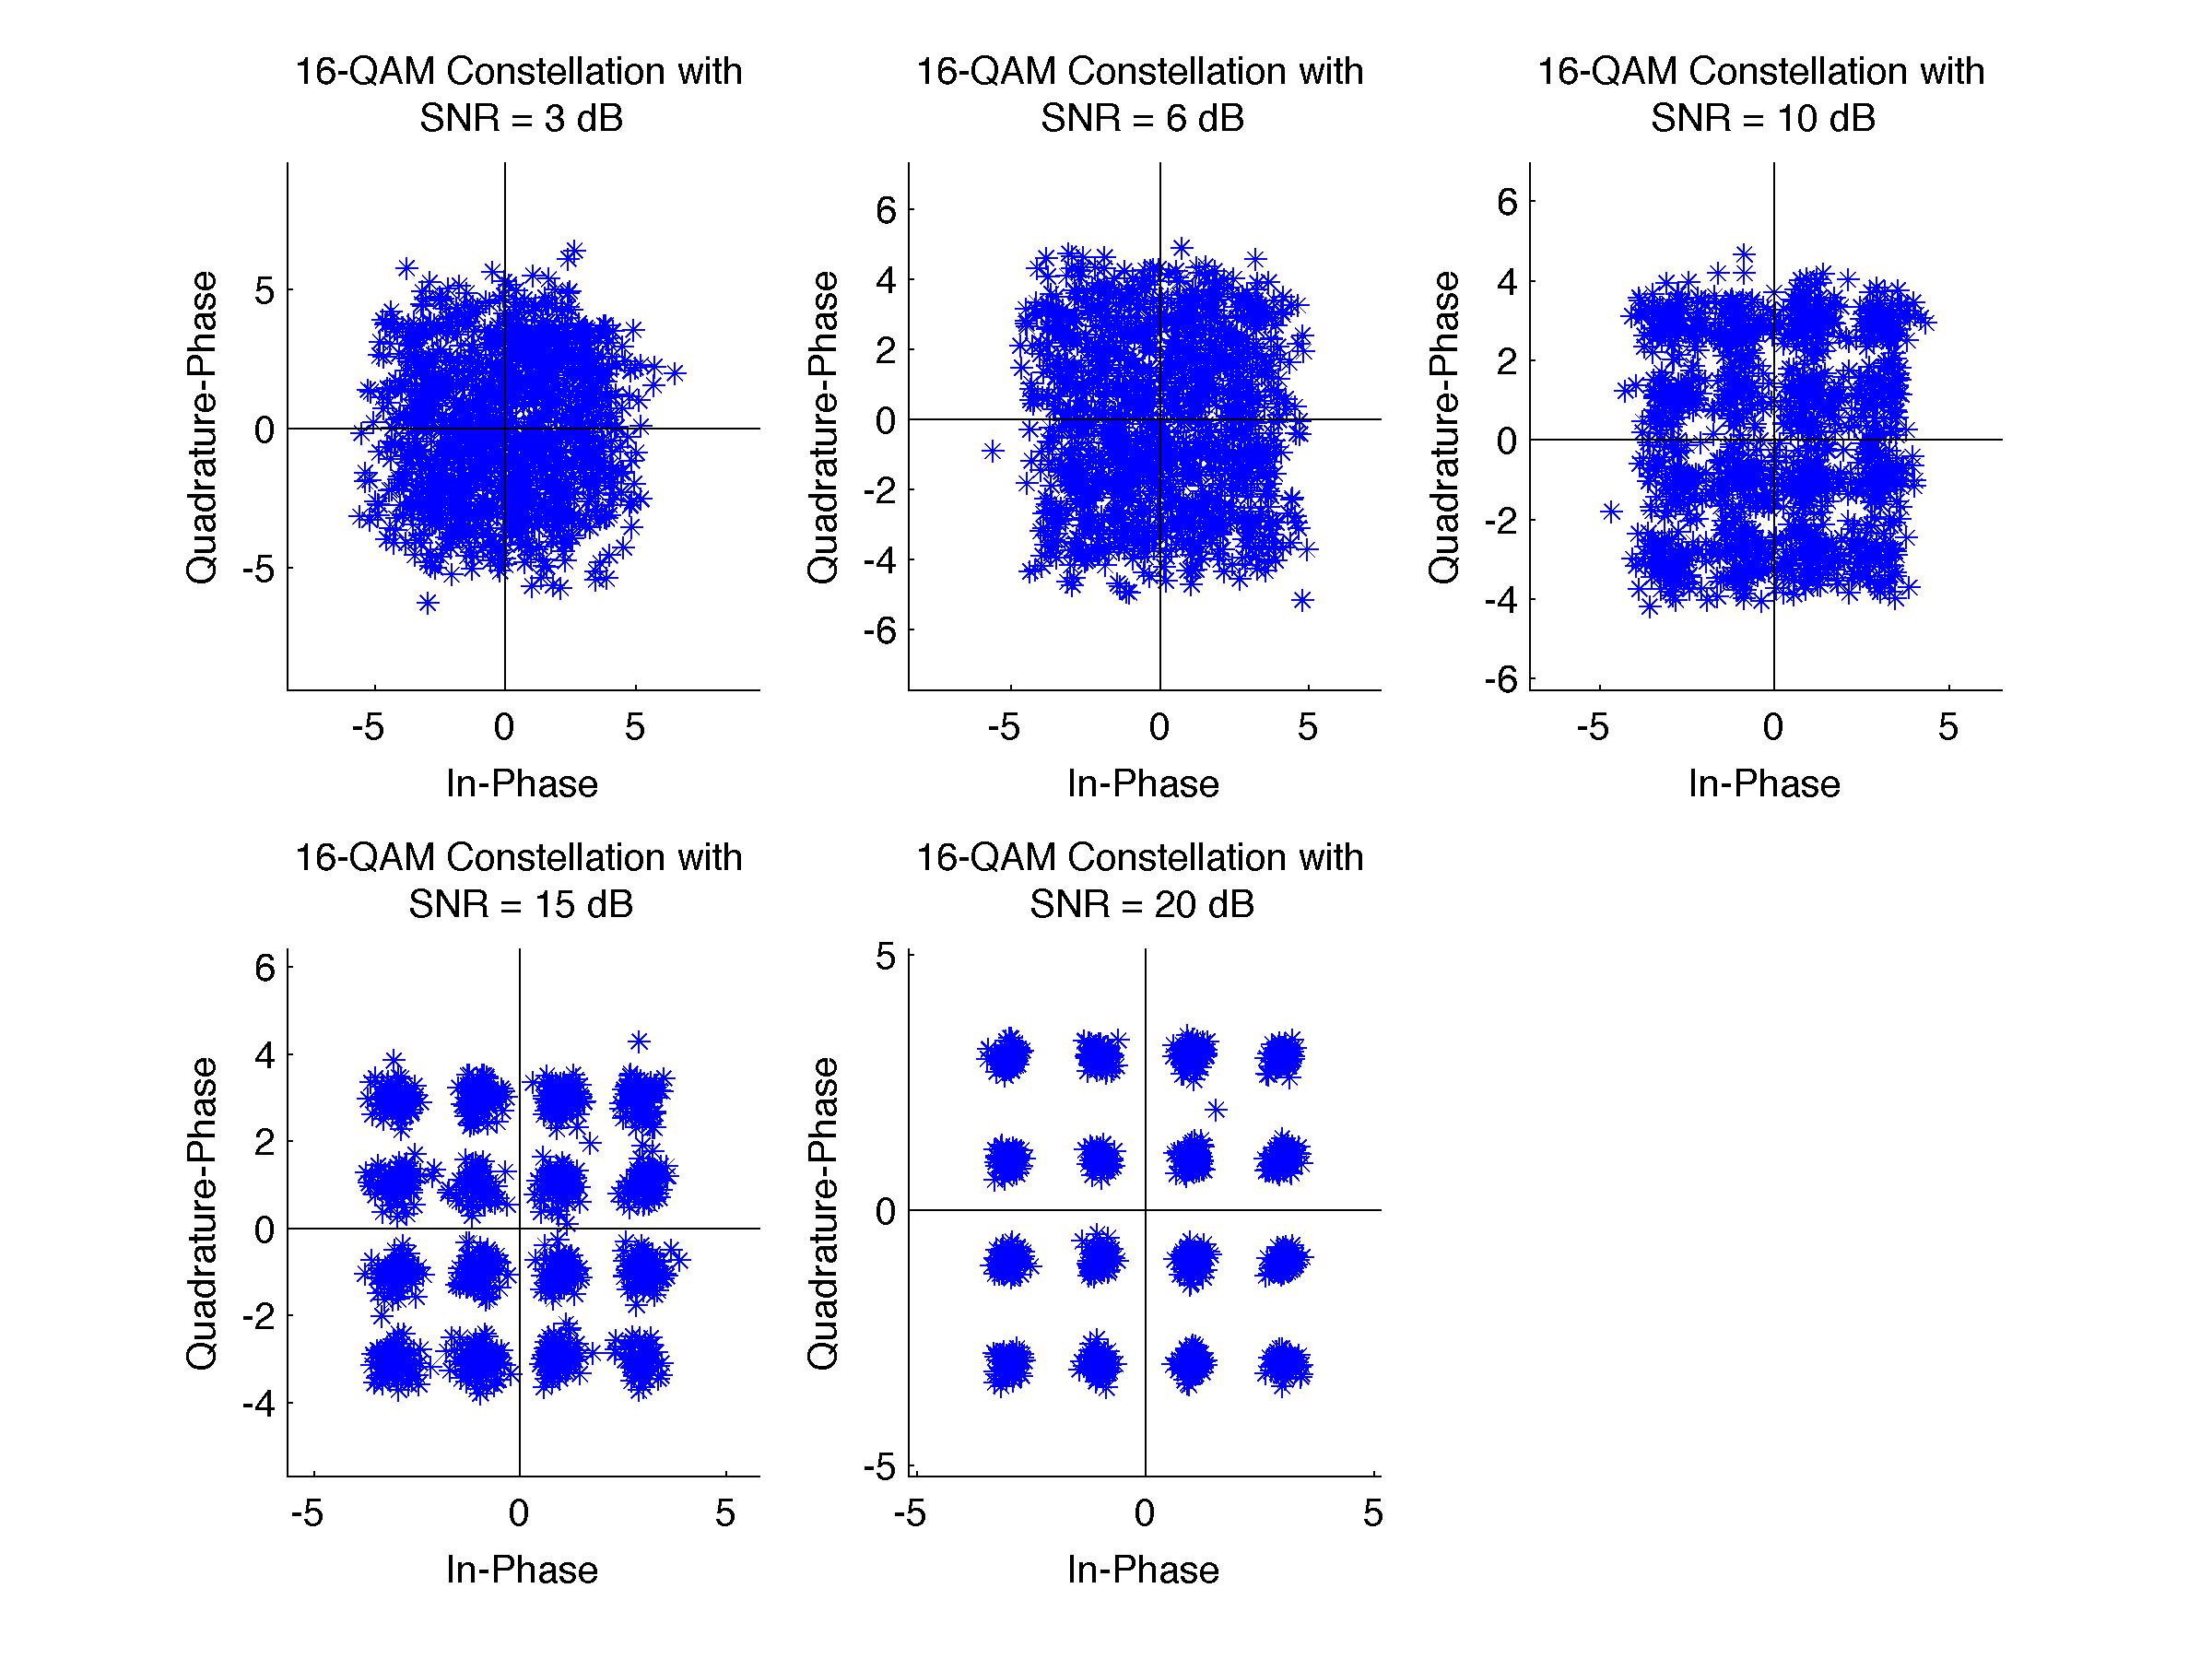 16-QAM Constellation with
SNR = 3 dB
5
0
-5
Quadrature-Phase
-5 0 5
In-Phase
16-QAM Constellation with
SNR = 6 dB
6
4
2
0
-2
-4
-6
Quadrature-Phase
-5 0 5
In-Phase
16-QAM Constellation with
SNR = 10 dB
6
4
2
0
-2
-4
-6
Quadrature-Phase
-5 0 5
In-Phase
16-QAM Constellation with
SNR = 15 dB
6
4
2
0
-2
-4
Quadrature-Phase
-5 0 5
In-Phase
16-QAM Constellation with
SNR = 20 dB
5
0
-5
Quadrature-Phase
-5 0 5
In-Phase